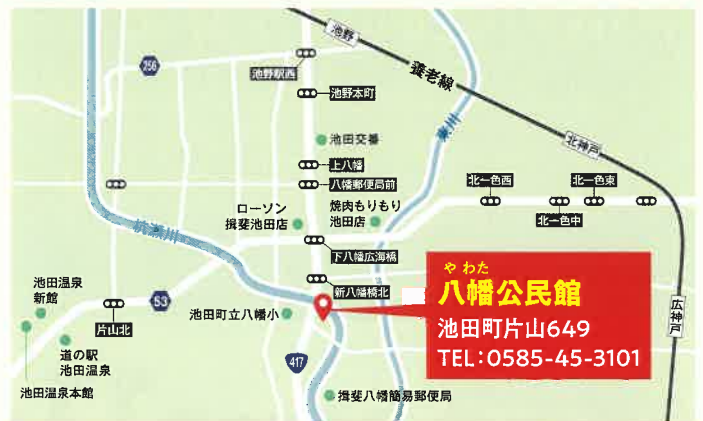 池野
256
池野駅西
養老線
池野本町
東川
池田交番
北神戸
上八幡
八幡郵便局前
北一色西
北一色東
北一色中
ローソン
揖斐池田店
焼肉もりもり
池田店
杭瀬川
下八幡広海橋
新八幡橋北
やわた
八幡公民館
池田町片山649
TEL:0585-45-3101
広神戸
池田温泉
新館
53
片山北
池田町立八幡小
道の駅
池田温泉
417
池田温泉本館
揖斐八幡簡易郵便局